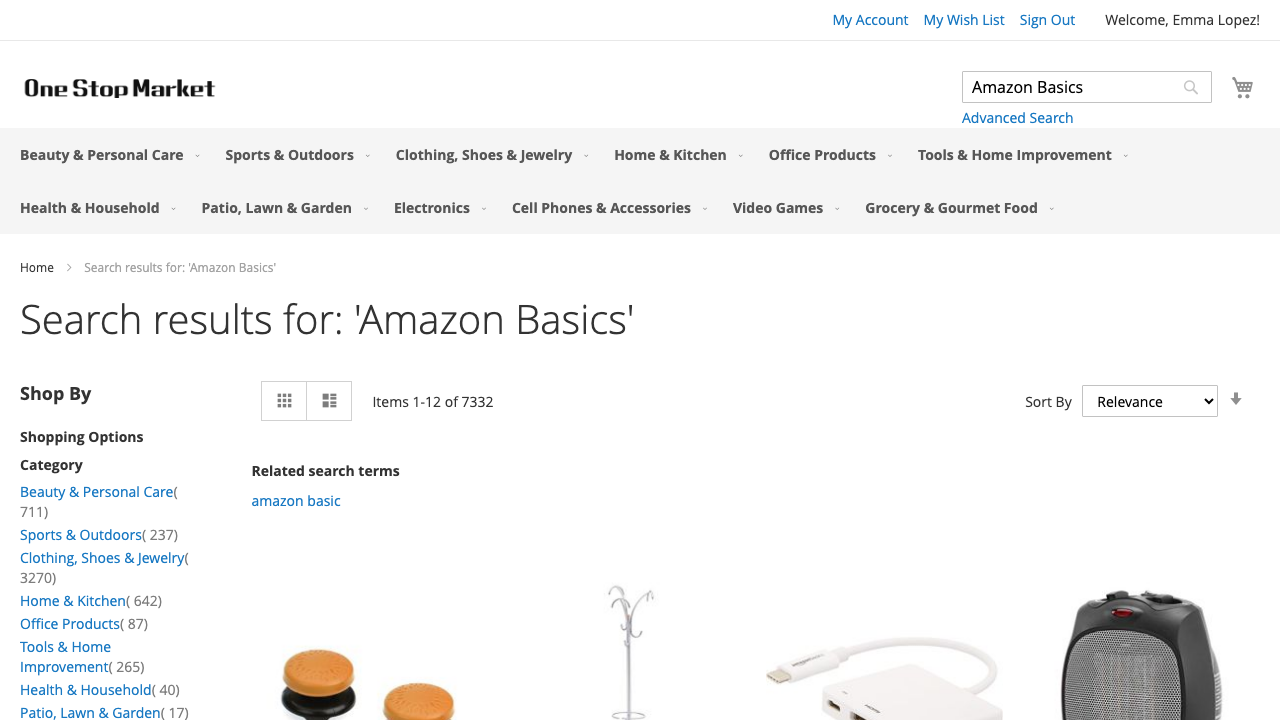 My Account
My Wish List
Sign Out
Welcome, Emma Lopez!
One Stop Market
Amazon Basics
Advanced Search
Beauty & Personal Care
Sports & Outdoors
Clothing, Shoes & Jewelry
Home & Kitchen
Office Products
Tools & Home Improvement
Health & Household
Patio, Lawn & Garden
Electronics
Cell Phones & Accessories
Video Games
Grocery & Gourmet Food
Home
Search results for: 'Amazon Basics'
Search results for: 'Amazon Basics'
Shop By
Items 1-12 of 7332
Sort By
Relevance
Shopping Options
Category
Beauty & Personal Care(
711)
Sports & Outdoors( 237)
Clothing, Shoes & Jewelry(
3270)
Home & Kitchen( 642)
Office Products( 87)
Tools & Home
Improvement( 265)
Health & Household( 40)
Patio, Lawn & Garden( 17)
Related search terms
amazon basic